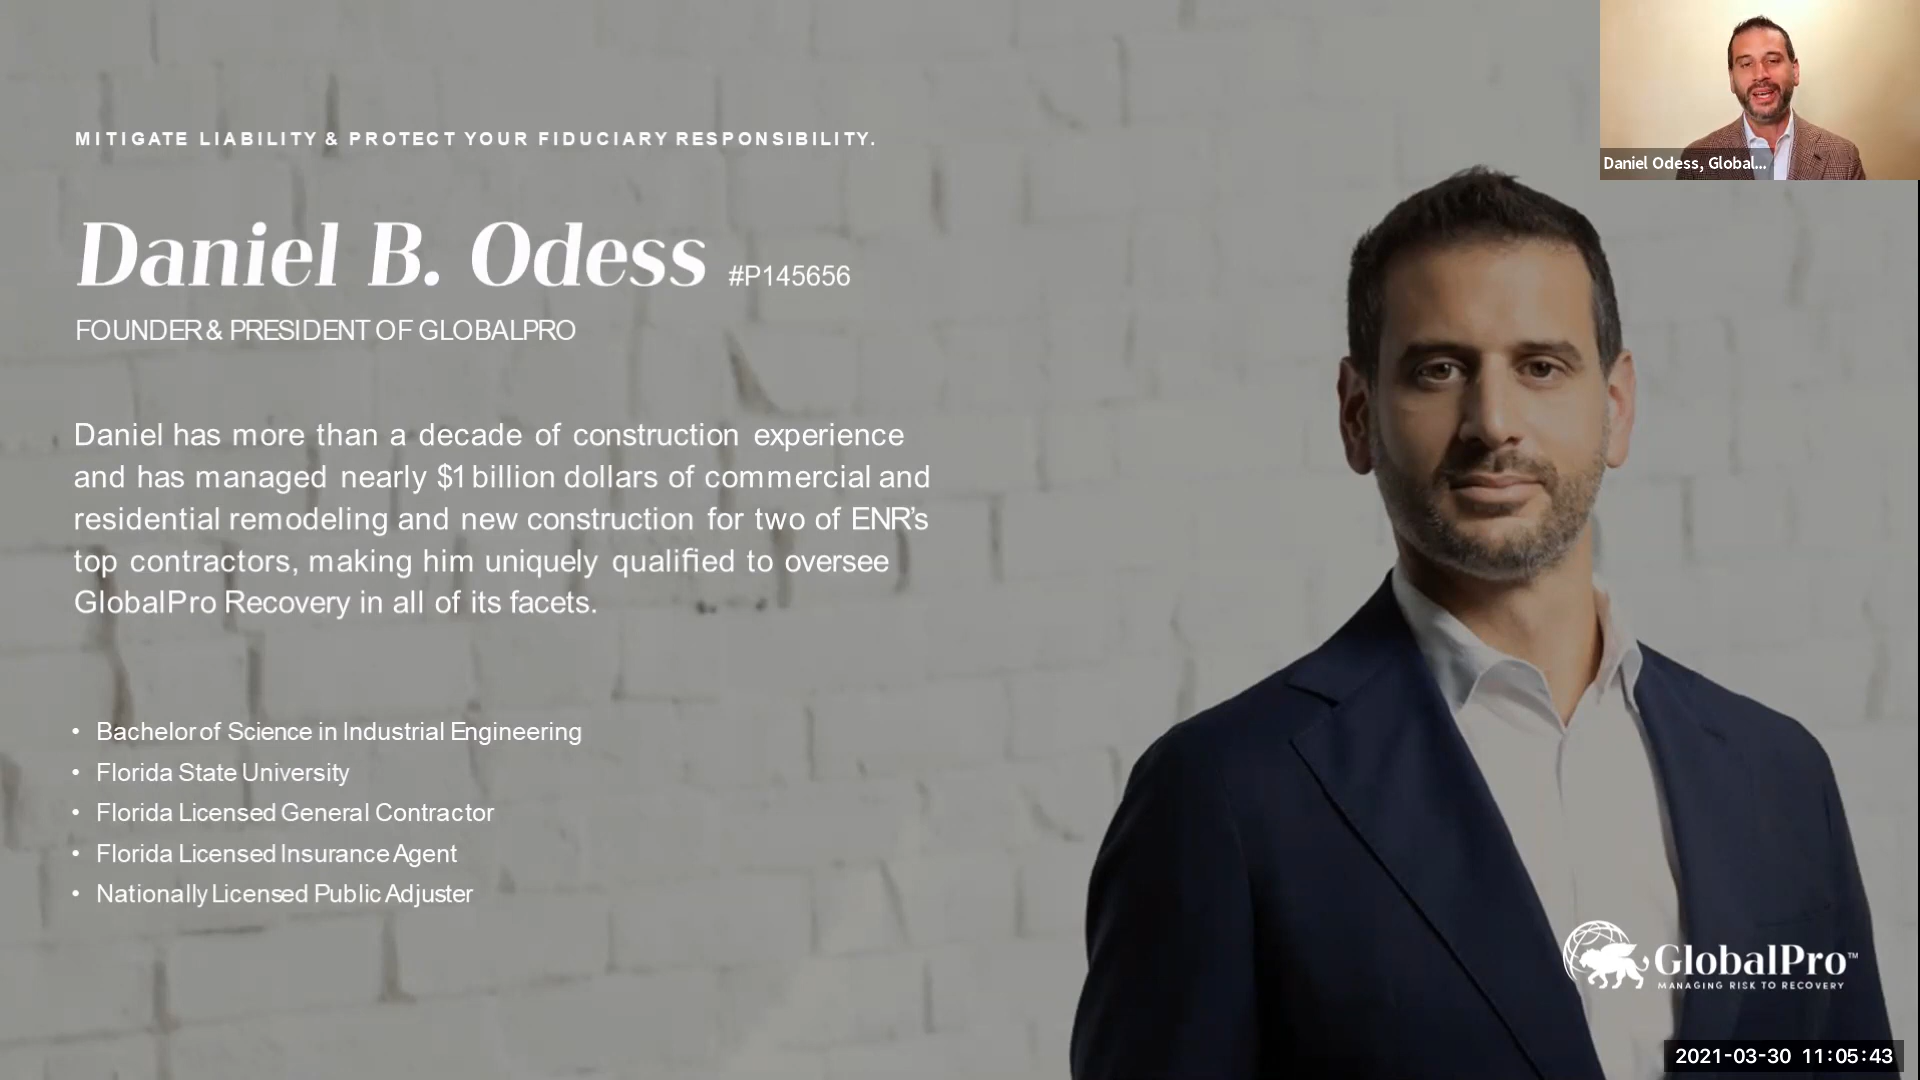 MITIGATE LIABILITY & PROTECT YOUR FIDUCIARY RESPONSIBILITY.
Daniel Odess, Global...
Daniel B. Odess #P145656
FOUNDER & PRESIDENT OF GLOBALPRO
Daniel has more than a decade of construction experience
and has managed nearly $1 billion dollars of commercial and
residential remodeling and new construction for two of ENR’s
top contractors, making him uniquely qualified to oversee
GlobalPro Recovery in all of its facets.
• Bachelor of Science in Industrial Engineering
• Florida State University
• Florida Licensed General Contractor
• Florida Licensed Insurance Agent
• Nationally Licensed Public Adjuster
GlobalPro™
MANAGING RISK TO RECOVERY
2021-03-30 11:05:43